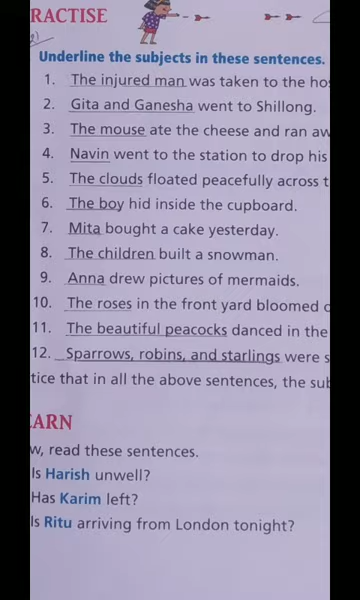 RACTISE
Underline the subjects in these sentences.
1. The injured man was taken to the
2. Gita and Ganesha went to Shillong.
3. The mouse ate the cheese and ran
4. Navin went to the station to drop his
5. The clouds floated peacefully across
6. The boy hid inside the cupboard.
7. Mita bought a cake yesterday.
8. The children built a snowman.
9. Anna drew pictures of mermaids.
10. The roses in the front yard bloomed
11. The beautiful peacocks danced in the
12. Sparrows, robins, and starlings were
tice that in all the above sentences, the
EARN
w, read these sentences.
Is Harish unwell?
Has Karim left?
Is Ritu arriving from London tonight?